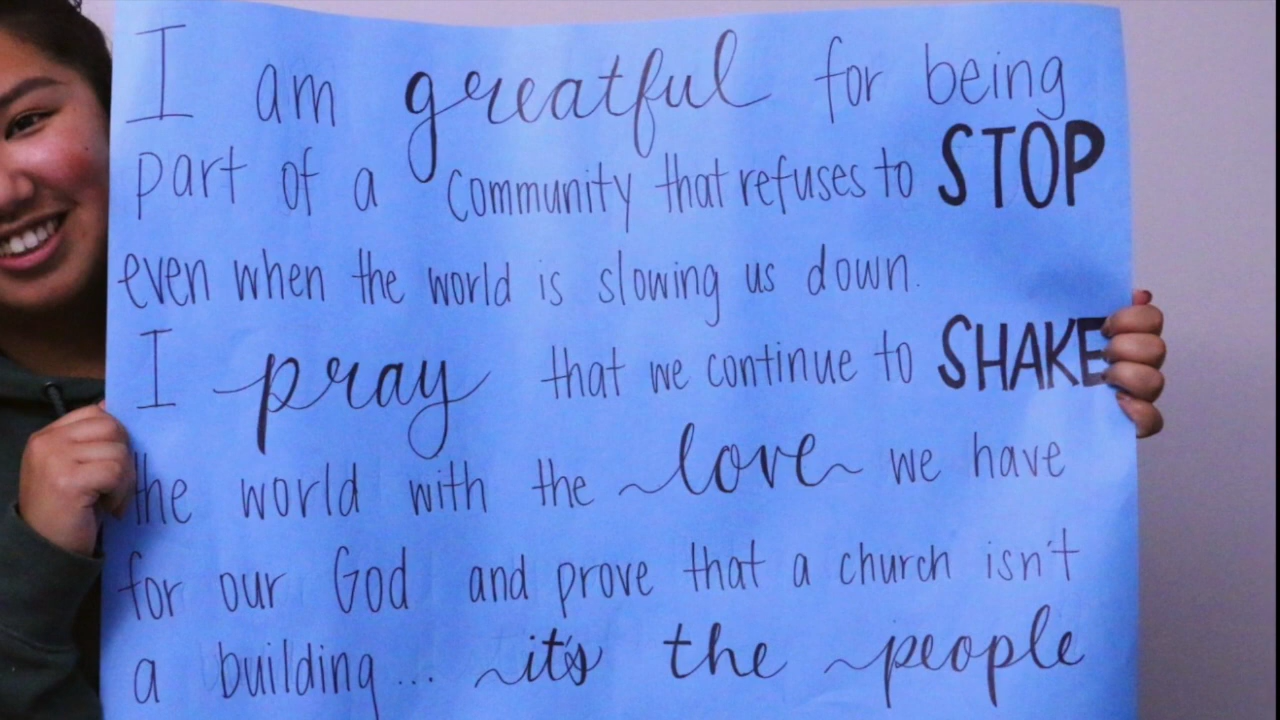 I am greatful for being
part of a community that refuses to STOP
even when the world is slowing us down.
I pray that we continue to SHAKE
the world with the love we have
for our God and prove that a church isn't
a building... it's the people